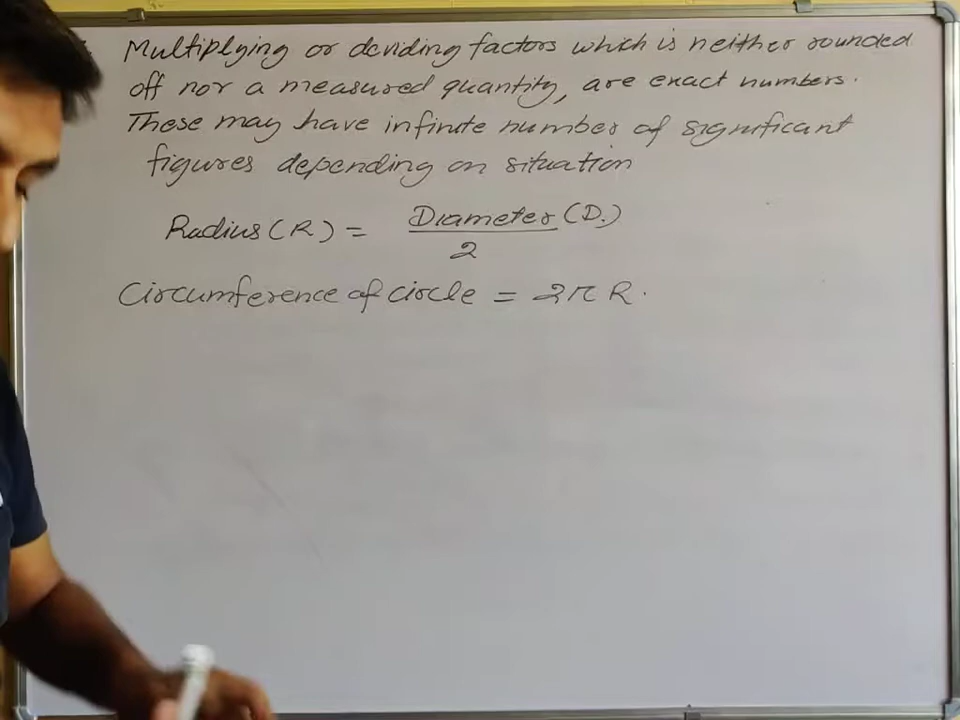 Multiplying or deviding factors which is neither rounded
off nor a measured quantity, are exact numbers.
These may have infinite number of significant
figures depending on situation
Radius(R) = Diameter(D.)
2
Circumference of circle = 2πR.